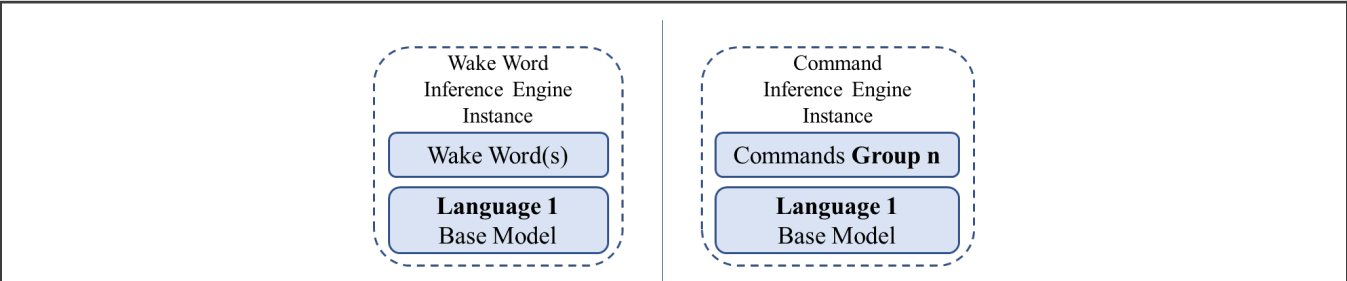 Wake Word
Inference Engine
Instance
Wake Word(s)
Language 1
Base Model
Command
Inference Engine
Instance
Commands Group n
Language 1
Base Model